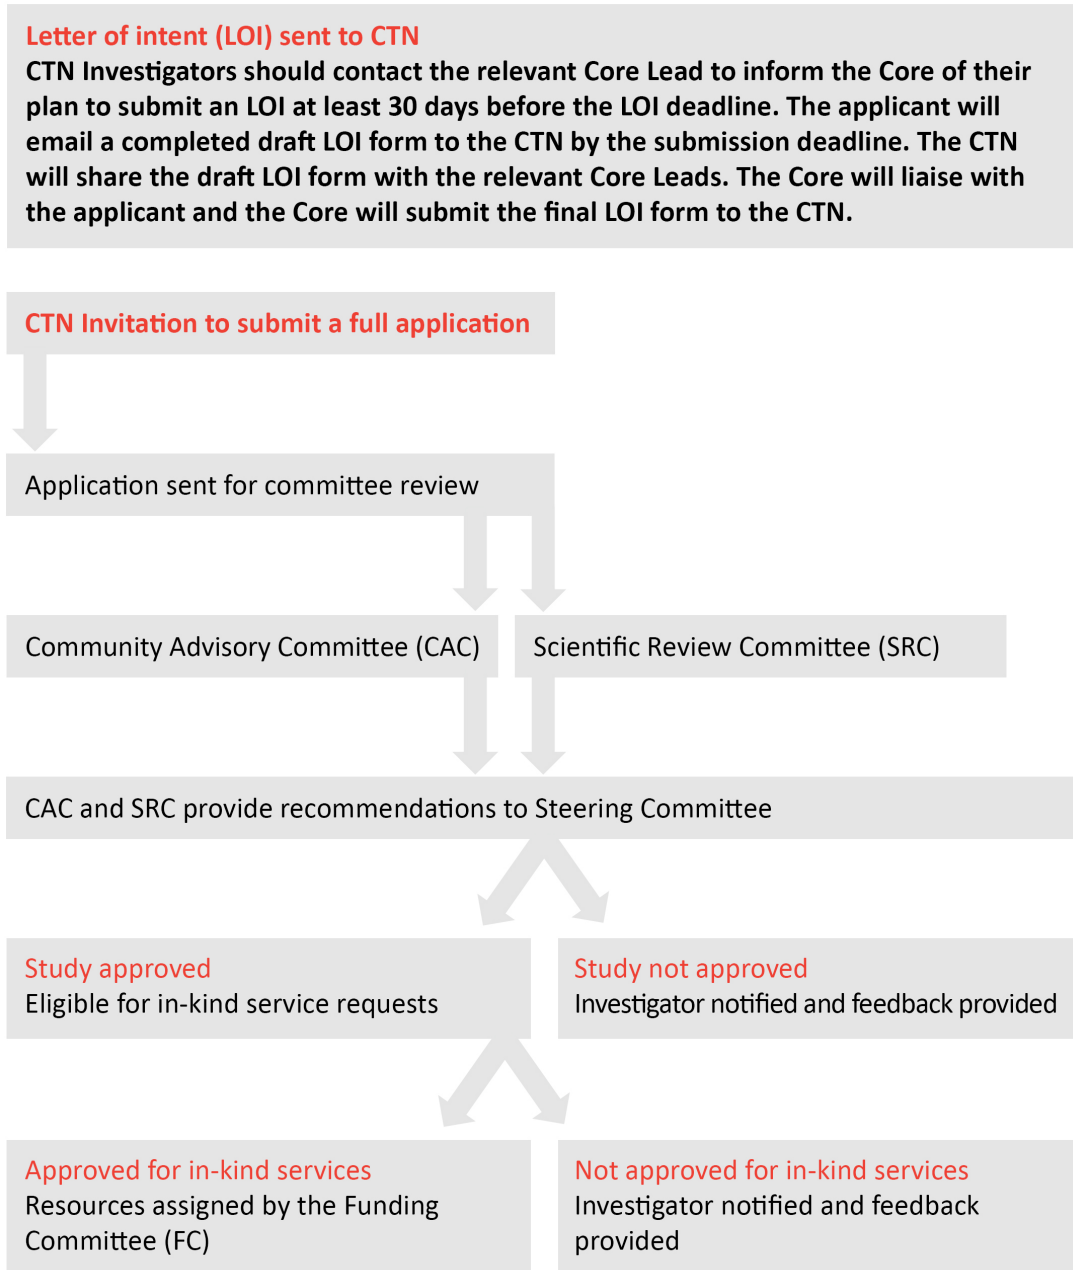 Letter of intent (LOI) sent to CTN
CTN Investigators should contact the relevant Core Lead to inform the Core of their
plan to submit an LOI at least 30 days before the LOI deadline. The applicant will
email a completed draft LOI form to the CTN by the submission deadline. The CTN
will share the draft LOI form with the relevant Core Leads. The Core will liaise with
the applicant and the Core will submit the final LOI form to the CTN.
CTN Invitation to submit a full application
Application sent for committee review
Community Advisory Committee (CAC)
Scientific Review Committee (SRC)
CAC and SRC provide recommendations to Steering Committee
Study approved
Eligible for in-kind service requests
Study not approved
Investigator notified and feedback provided
Approved for in-kind services
Resources assigned by the Funding
Committee (FC)
Not approved for in-kind services
Investigator notified and feedback
provided